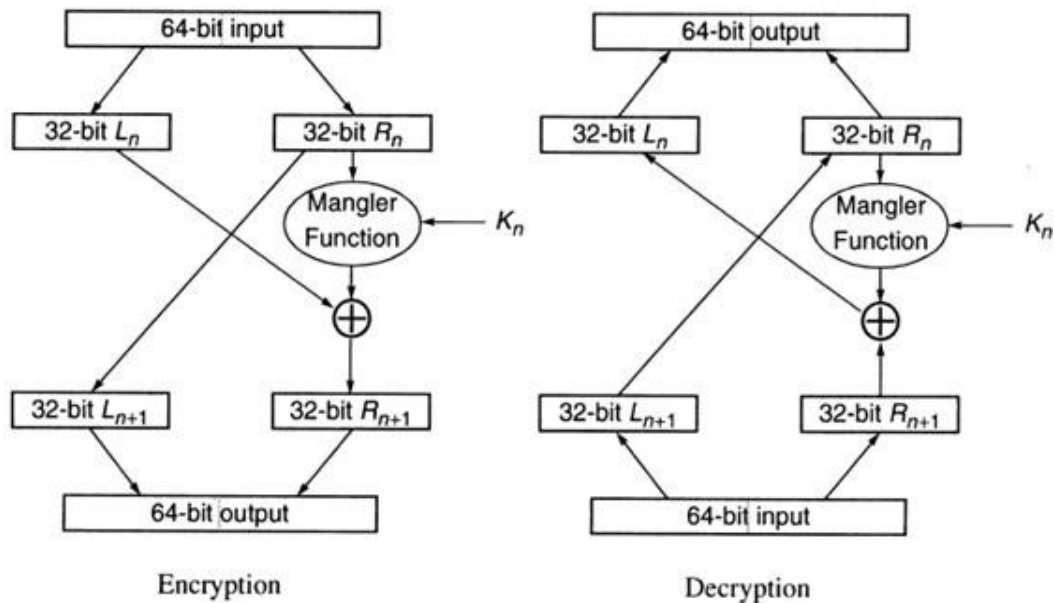 64-bit input
32-bit Lₙ
32-bit Rₙ
Mangler
Function
Kₙ
32-bit Lₙ₊₁
32-bit Rₙ₊₁
64-bit output
Encryption
64-bit output
32-bit Lₙ
32-bit Rₙ
Mangler
Function
Kₙ
32-bit Lₙ₊₁
32-bit Rₙ₊₁
64-bit input
Decryption